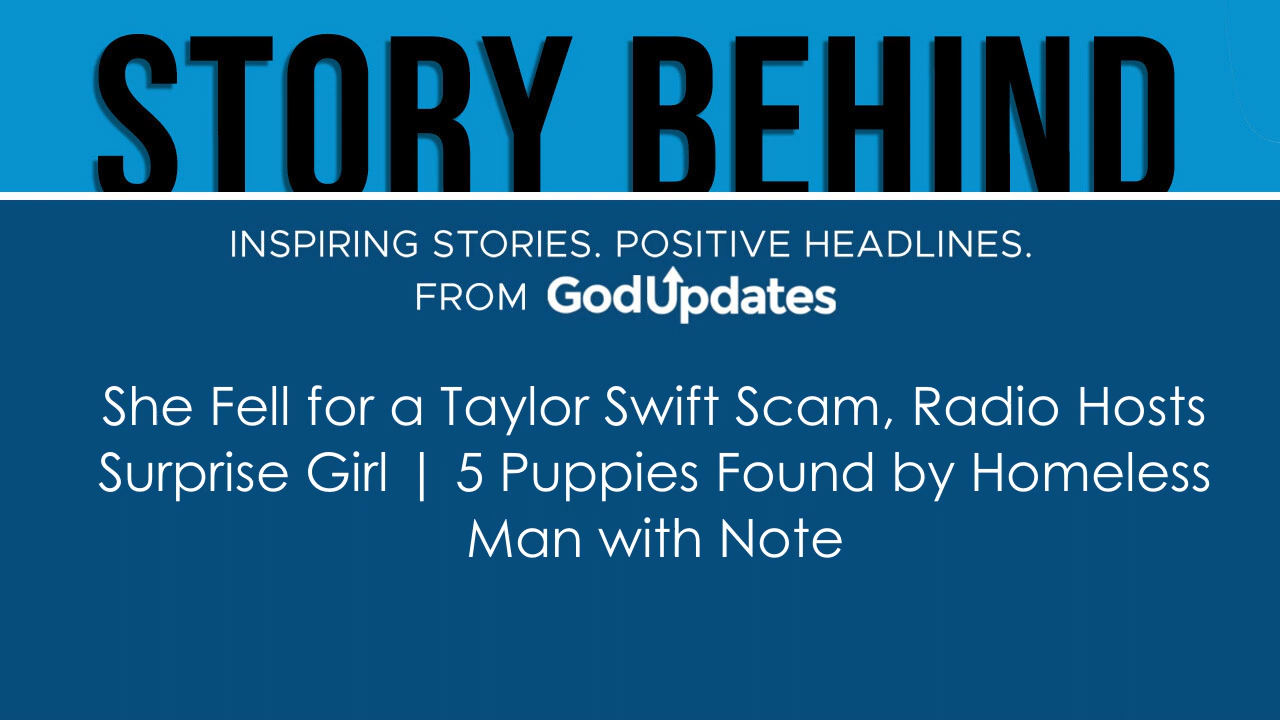 STORY BEHIND
INSPIRING STORIES. POSITIVE HEADLINES.
FROM GodUpdates
She Fell for a Taylor Swift Scam, Radio Hosts
Surprise Girl | 5 Puppies Found by Homeless
Man with Note